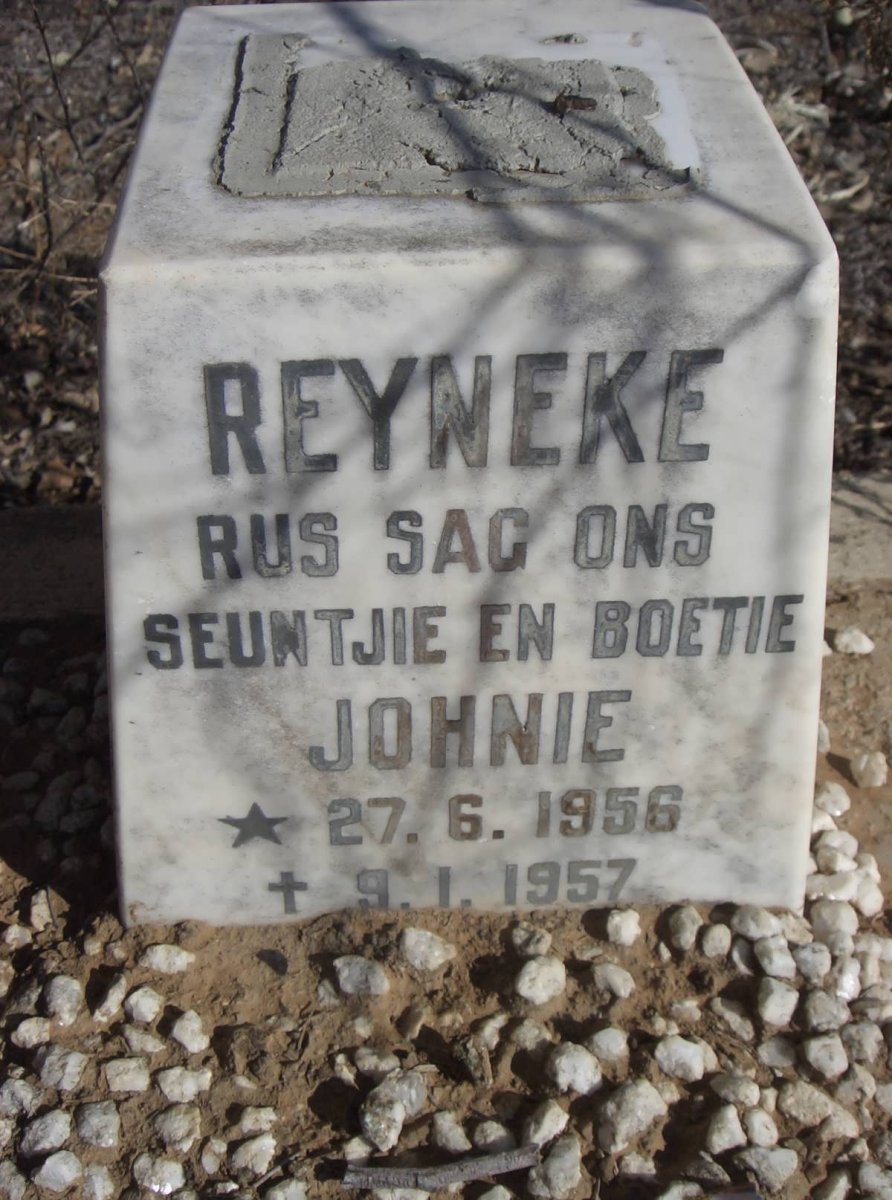 REYNEKE
RUS SAG ONS
SEUNTJIE EN BOETIE
JOHNIE
★ 27. 6. 1956
✝ 9. 1. 1957